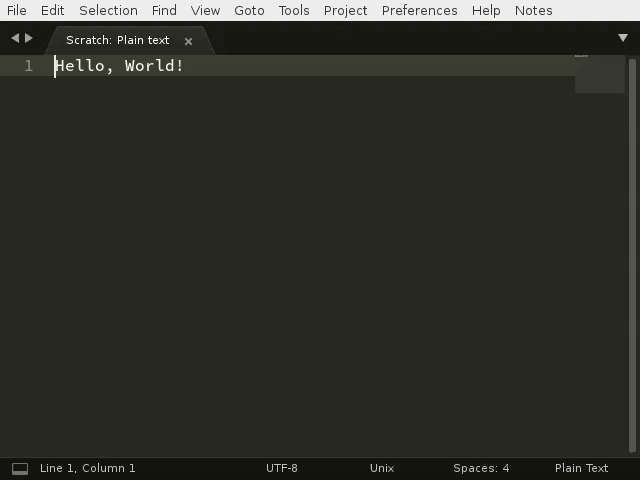 File Edit Selection Find View Goto Tools Project Preferences Help Notes
Scratch: Plain text ×
1 Hello, World!
Line 1, Column 1 UTF-8 Unix Spaces: 4 Plain Text